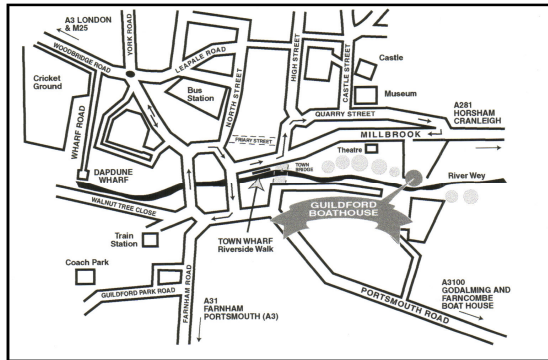 A3 LONDON
& M25
YORK ROAD
WOODBRIDGE ROAD
LEAPALE ROAD
NORTH STREET
HIGH STREET
CASTLE STREET
Castle
Museum
Cricket
Ground
Bus
Station
WHARF ROAD
QUARRY STREET
A281
HORSHAM
CRANLEIGH
FRIARY STREET
MILLBROOK
Theatre
TOWN
BRIDGE
DAPDUNE
WHARF
River Wey
WALNUT TREE CLOSE
GUILDFORD
BOATHOUSE
TOWN WHARF
Riverside Walk
Train
Station
Coach Park
GUILDFORD PARK ROAD
FARNHAM ROAD
A31
FARNHAM
PORTSMOUTH (A3)
PORTSMOUTH ROAD
A3100
GODALMING AND
FARNCOMBE
BOAT HOUSE